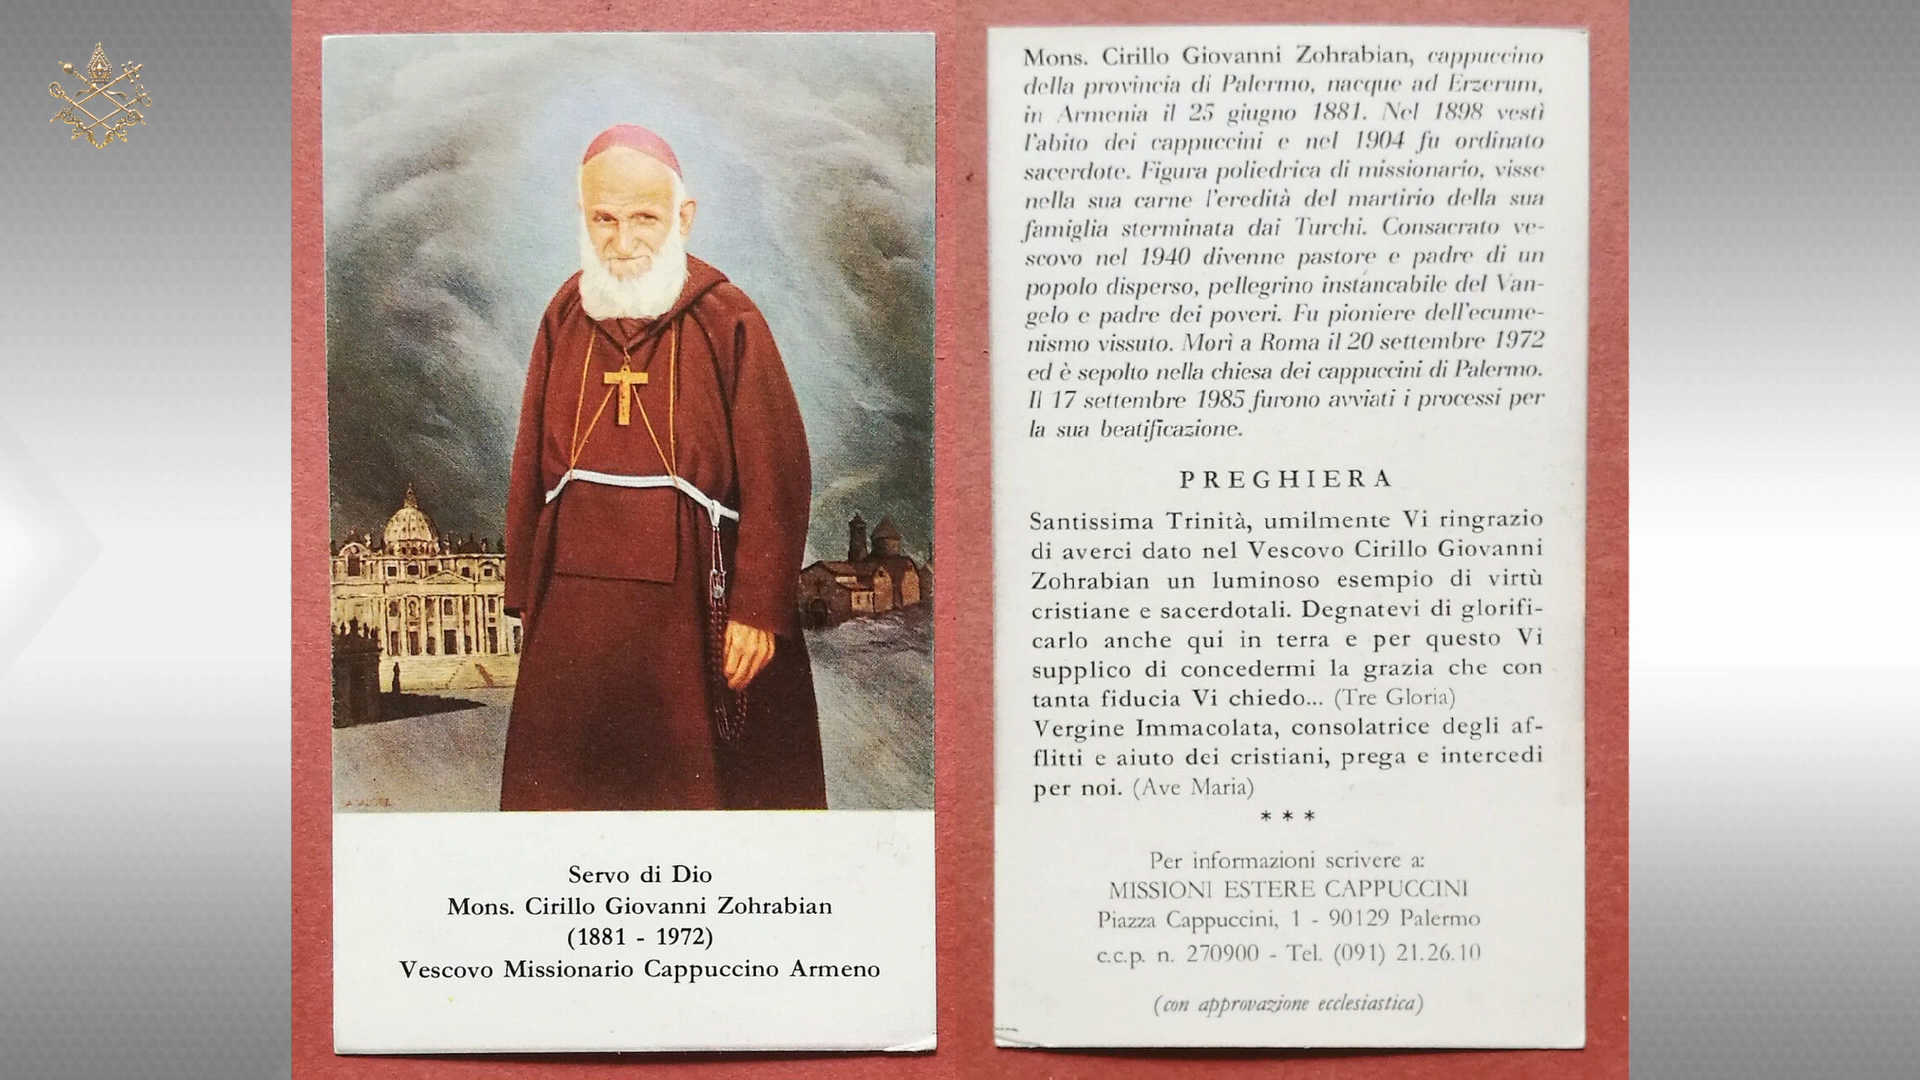 Servo di Dio
Mons. Cirillo Giovanni Zohrabian
(1881 - 1972)
Vescovo Missionario Cappuccino Armeno
Mons. Cirillo Giovanni Zohrabian, cappuccino
della provincia di Palermo, nacque ad Erzerum,
in Armenia il 25 giugno 1881. Nel 1898 vestì
l'abito dei cappuccini e nel 1904 fu ordinato
sacerdote. Figura poliedrica di missionario, visse
nella sua carne l'eredità del martirio della sua
famiglia sterminata dai Turchi. Consacrato ve-
scovo nel 1940 divenne pastore e padre di un
popolo disperso, pellegrino instancabile del Van-
gelo e padre dei poveri. Fu pioniere dell'ecume-
nismo vissuto. Morì a Roma il 20 settembre 1972
ed è sepolto nella chiesa dei cappuccini di Palermo.
Il 17 settembre 1985 furono avviati i processi per
la sua beatificazione.
PREGHIERA
Santissima Trinità, umilmente Vi ringrazio
di averci dato nel Vescovo Cirillo Giovanni
Zohrabian un luminoso esempio di virtù
cristiane e sacerdotali. Degnatevi di glorifi-
carlo anche qui in terra e per questo Vi
supplico di concedermi la grazia che con
tanta fiducia Vi chiedo... (Tre Gloria)
Vergine Immacolata, consolatrice degli af-
flitti e aiuto dei cristiani, prega e intercedi
per noi. (Ave Maria)
* * *
Per informazioni scrivere a:
MISSIONI ESTERE CAPPUCCINI
Piazza Cappuccini, 1 - 90129 Palermo
c.c.p. n. 270900 - Tel. (091) 21.26.10
(con approvazione ecclesiastica)